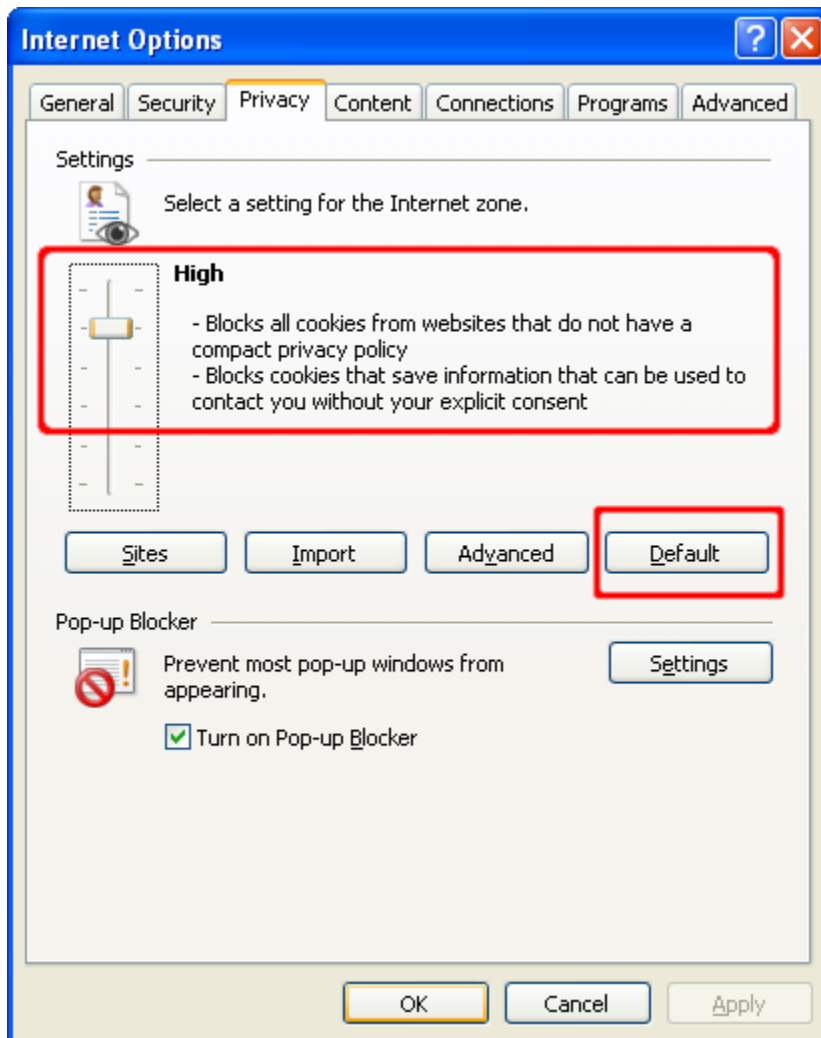 Internet Options
General Security Privacy Content Connections Programs Advanced
Settings
Select a setting for the Internet zone.
High
- Blocks all cookies from websites that do not have a
compact privacy policy
- Blocks cookies that save information that can be used to
contact you without your explicit consent
Sites Import Advanced Default
Pop-up Blocker
Prevent most pop-up windows from
appearing.
Settings
Turn on Pop-up Blocker
OK Cancel Apply